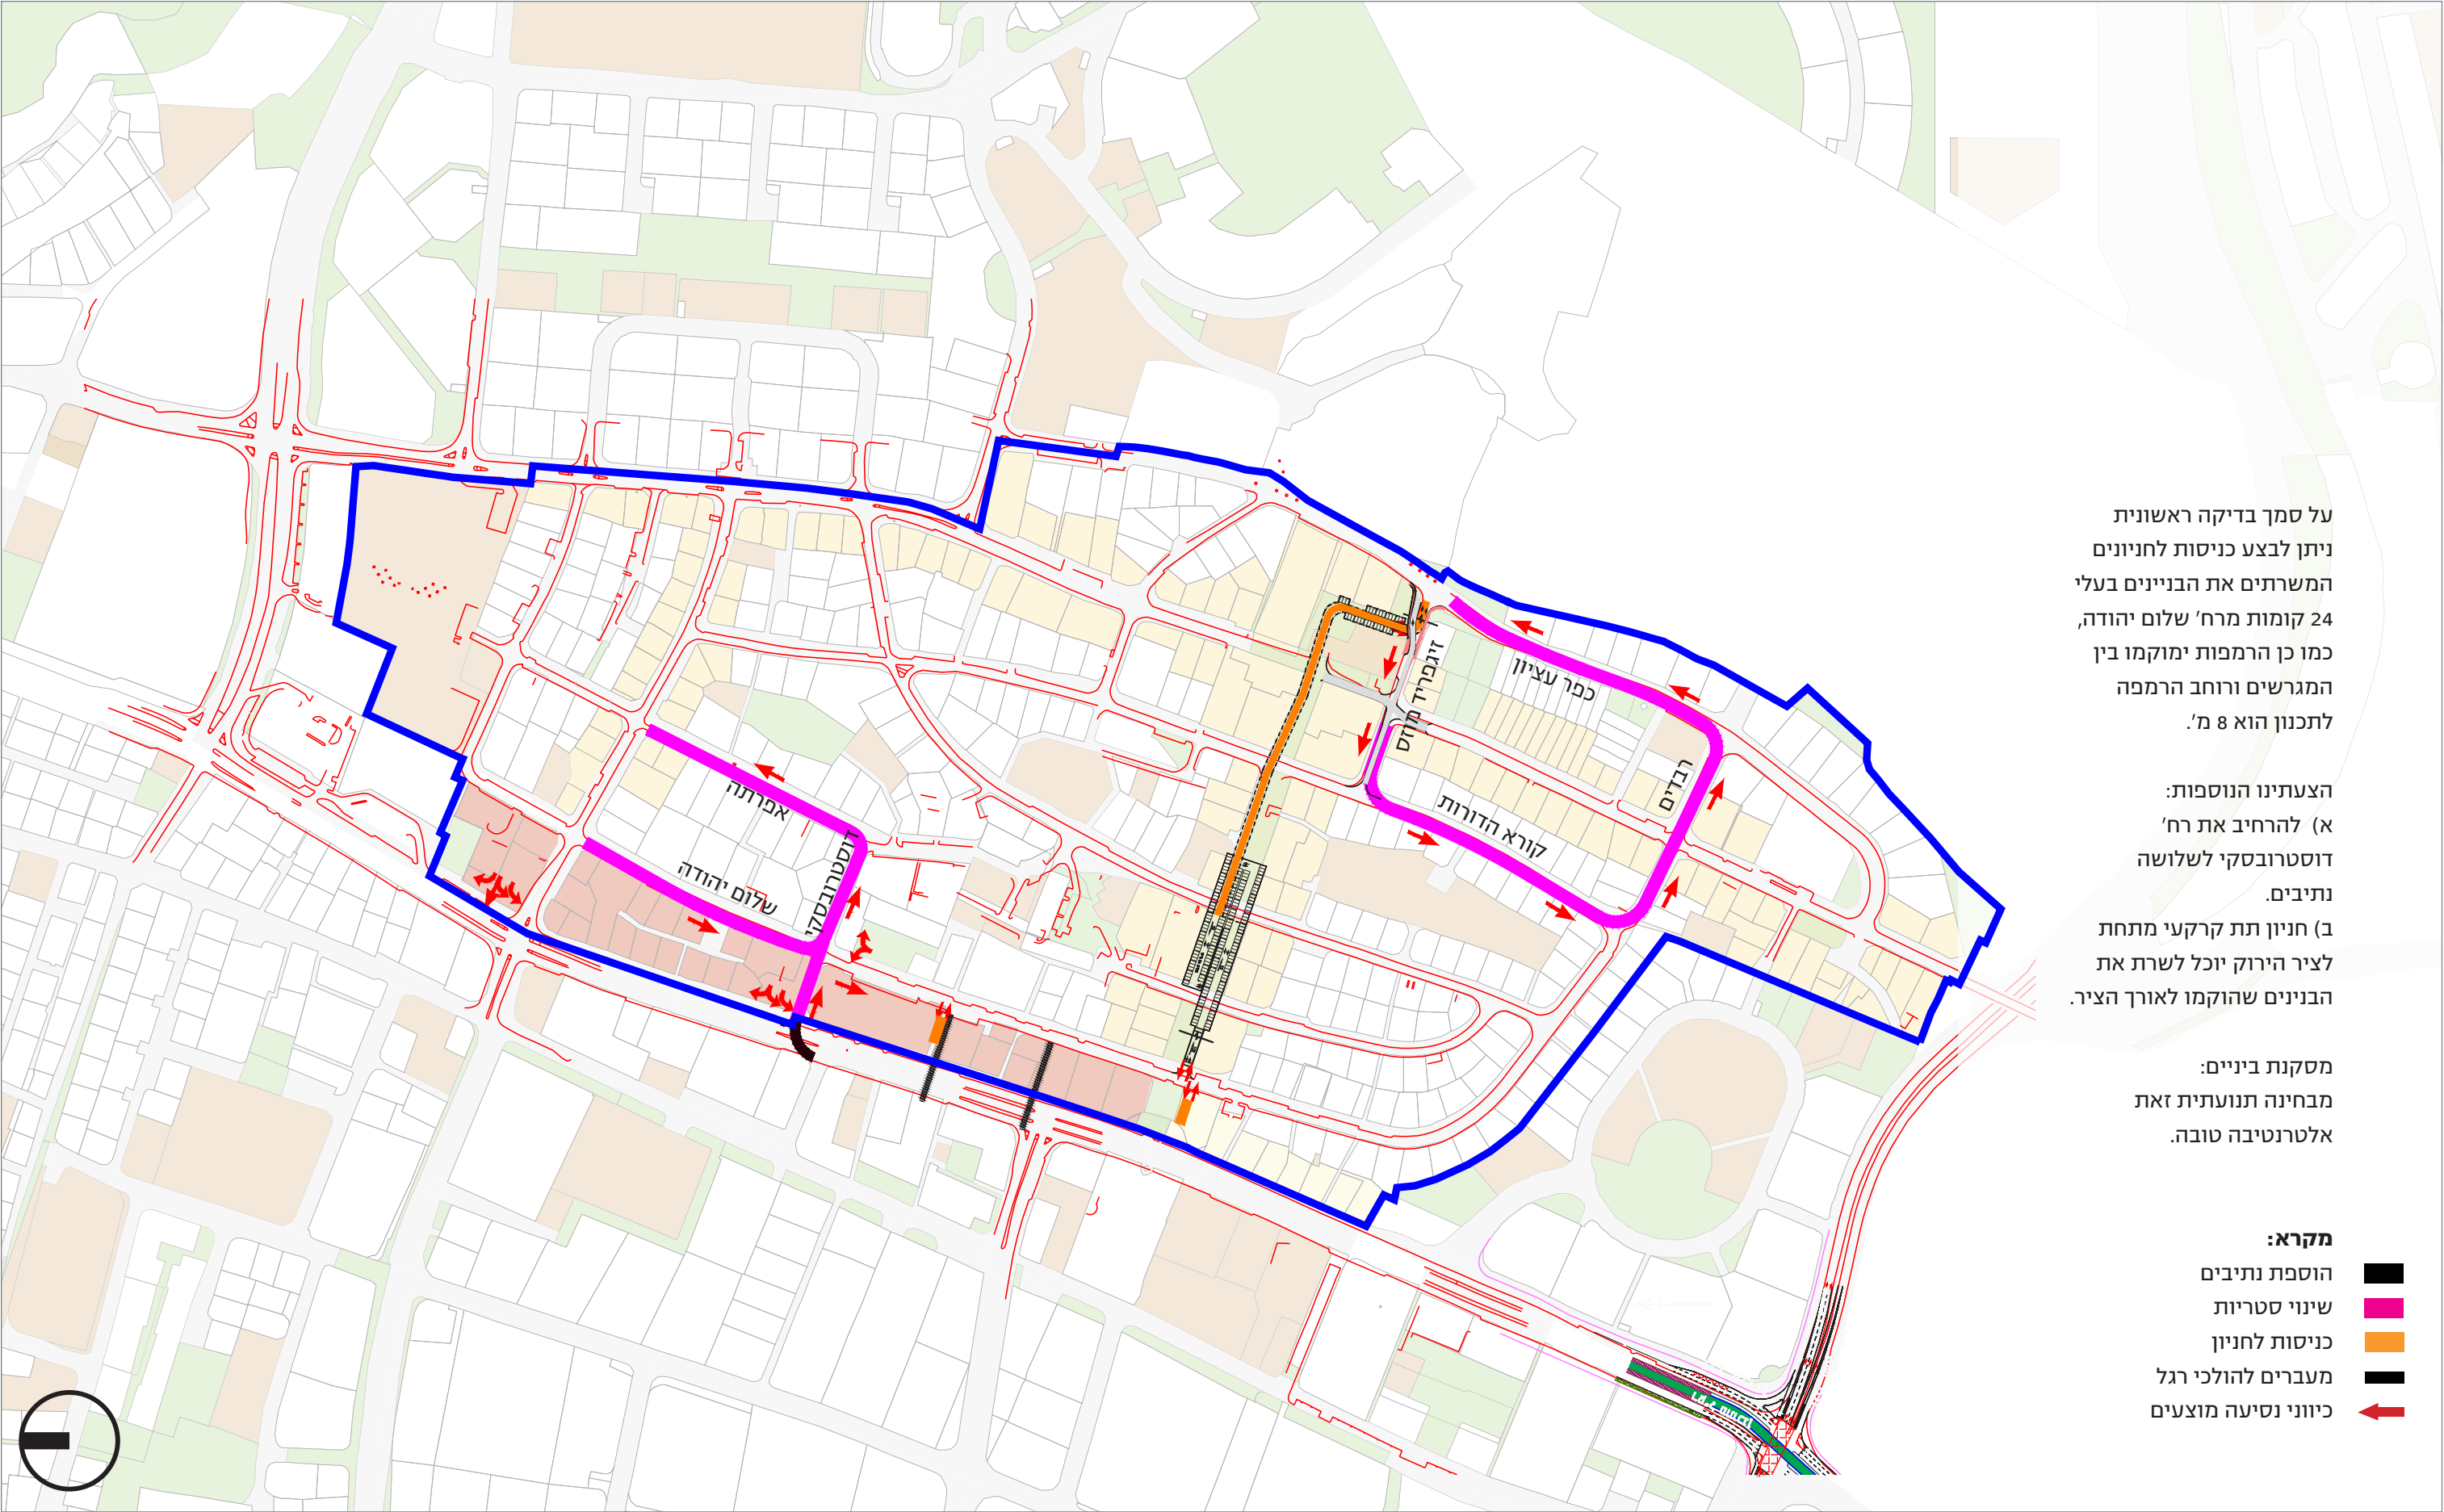 על סמך בדיקה ראשונית
ניתן לבצע כניסות לחניונים
המשרתים את הבניינים בעלי
24 קומות מרח' שלום יהודה,
כמו כן הרמפות ימוקמו בין
המגרשים ורוחב הרמפה
לתכנון הוא 8 מ'.
הצעתינו הנוספות:
א) להרחיב את רח'
דוסטרובסקי לשלושה
נתיבים.
ב) חניון תת קרקעי מתחת
לציר הירוק יוכל לשרת את
הבנינים שהוקמו לאורך הציר.
מסקנת ביניים:
מבחינה תנועתית זאת
אלטרנטיבה טובה.
מקרא:
הוספת נתיבים
שינוי סטריות
כניסות לחניון
מעברים להולכי רגל
כיווני נסיעה מוצעים
כפר עציון
זיגפריד מוזס
רבדים
קורא הדורות
אפרתה
דוסטרובסקי
שלום יהודה